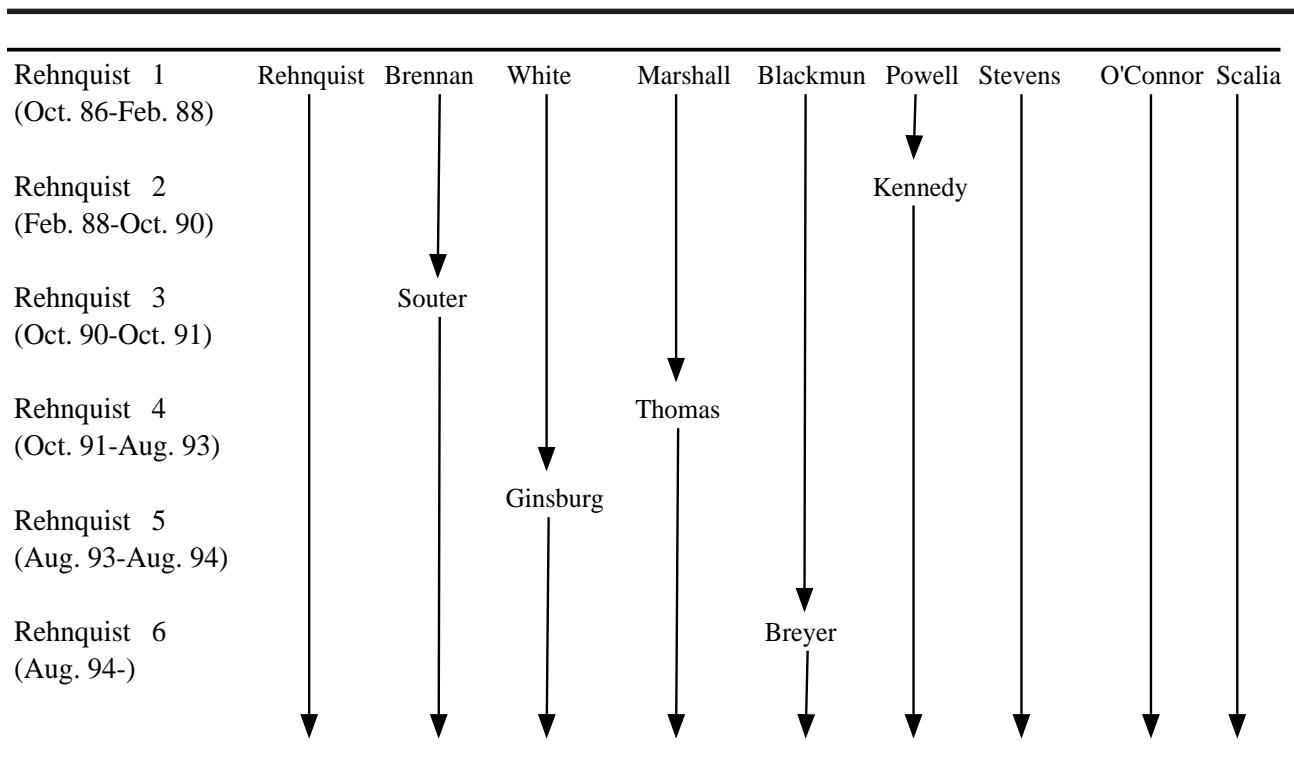 Rehnquist 1 Rehnquist Brennan White Marshall Blackmun Powell Stevens O'Connor Scalia
(Oct. 86-Feb. 88)
Rehnquist 2 Kennedy
(Feb. 88-Oct. 90)
Rehnquist 3 Souter
(Oct. 90-Oct. 91)
Rehnquist 4 Thomas
(Oct. 91-Aug. 93)
Ginsburg
Rehnquist 5
(Aug. 93-Aug. 94)
Rehnquist 6 Breyer
(Aug. 94-)